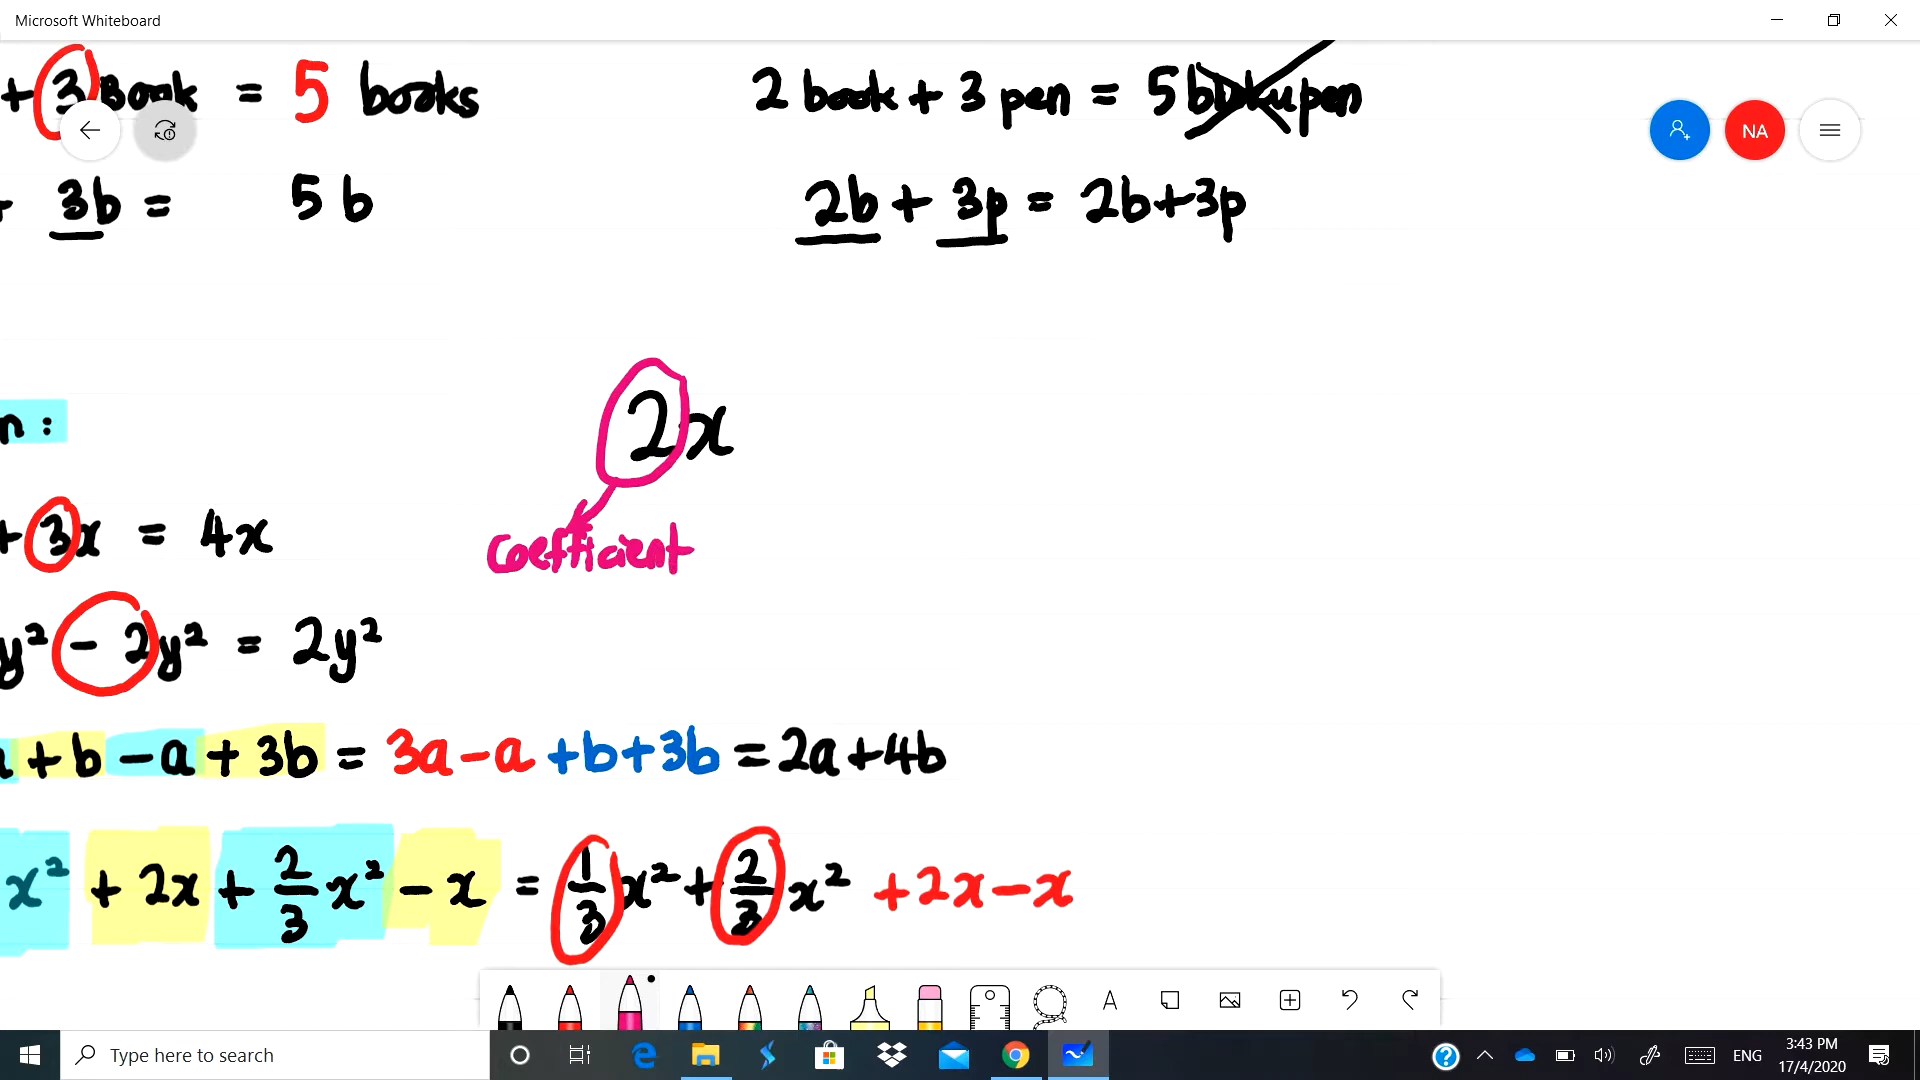 Microsoft Whiteboard
+ 3 Book = 5 books
2 book + 3 pen = 5 pen
NA
+ 3b = 5b
2b + 3p = 2b+3p
n :
2x
coefficient
+ 3x = 4x
y² - 2y² = 2y²
+ b - a + 3b = 3a - a + b + 3b = 2a + 4b
x² + 2x + 2/3 x² - x = 1/3 x² + 2/3 x² + 2x - x
A
Type here to search
ENG
3:43 PM
17/4/2020